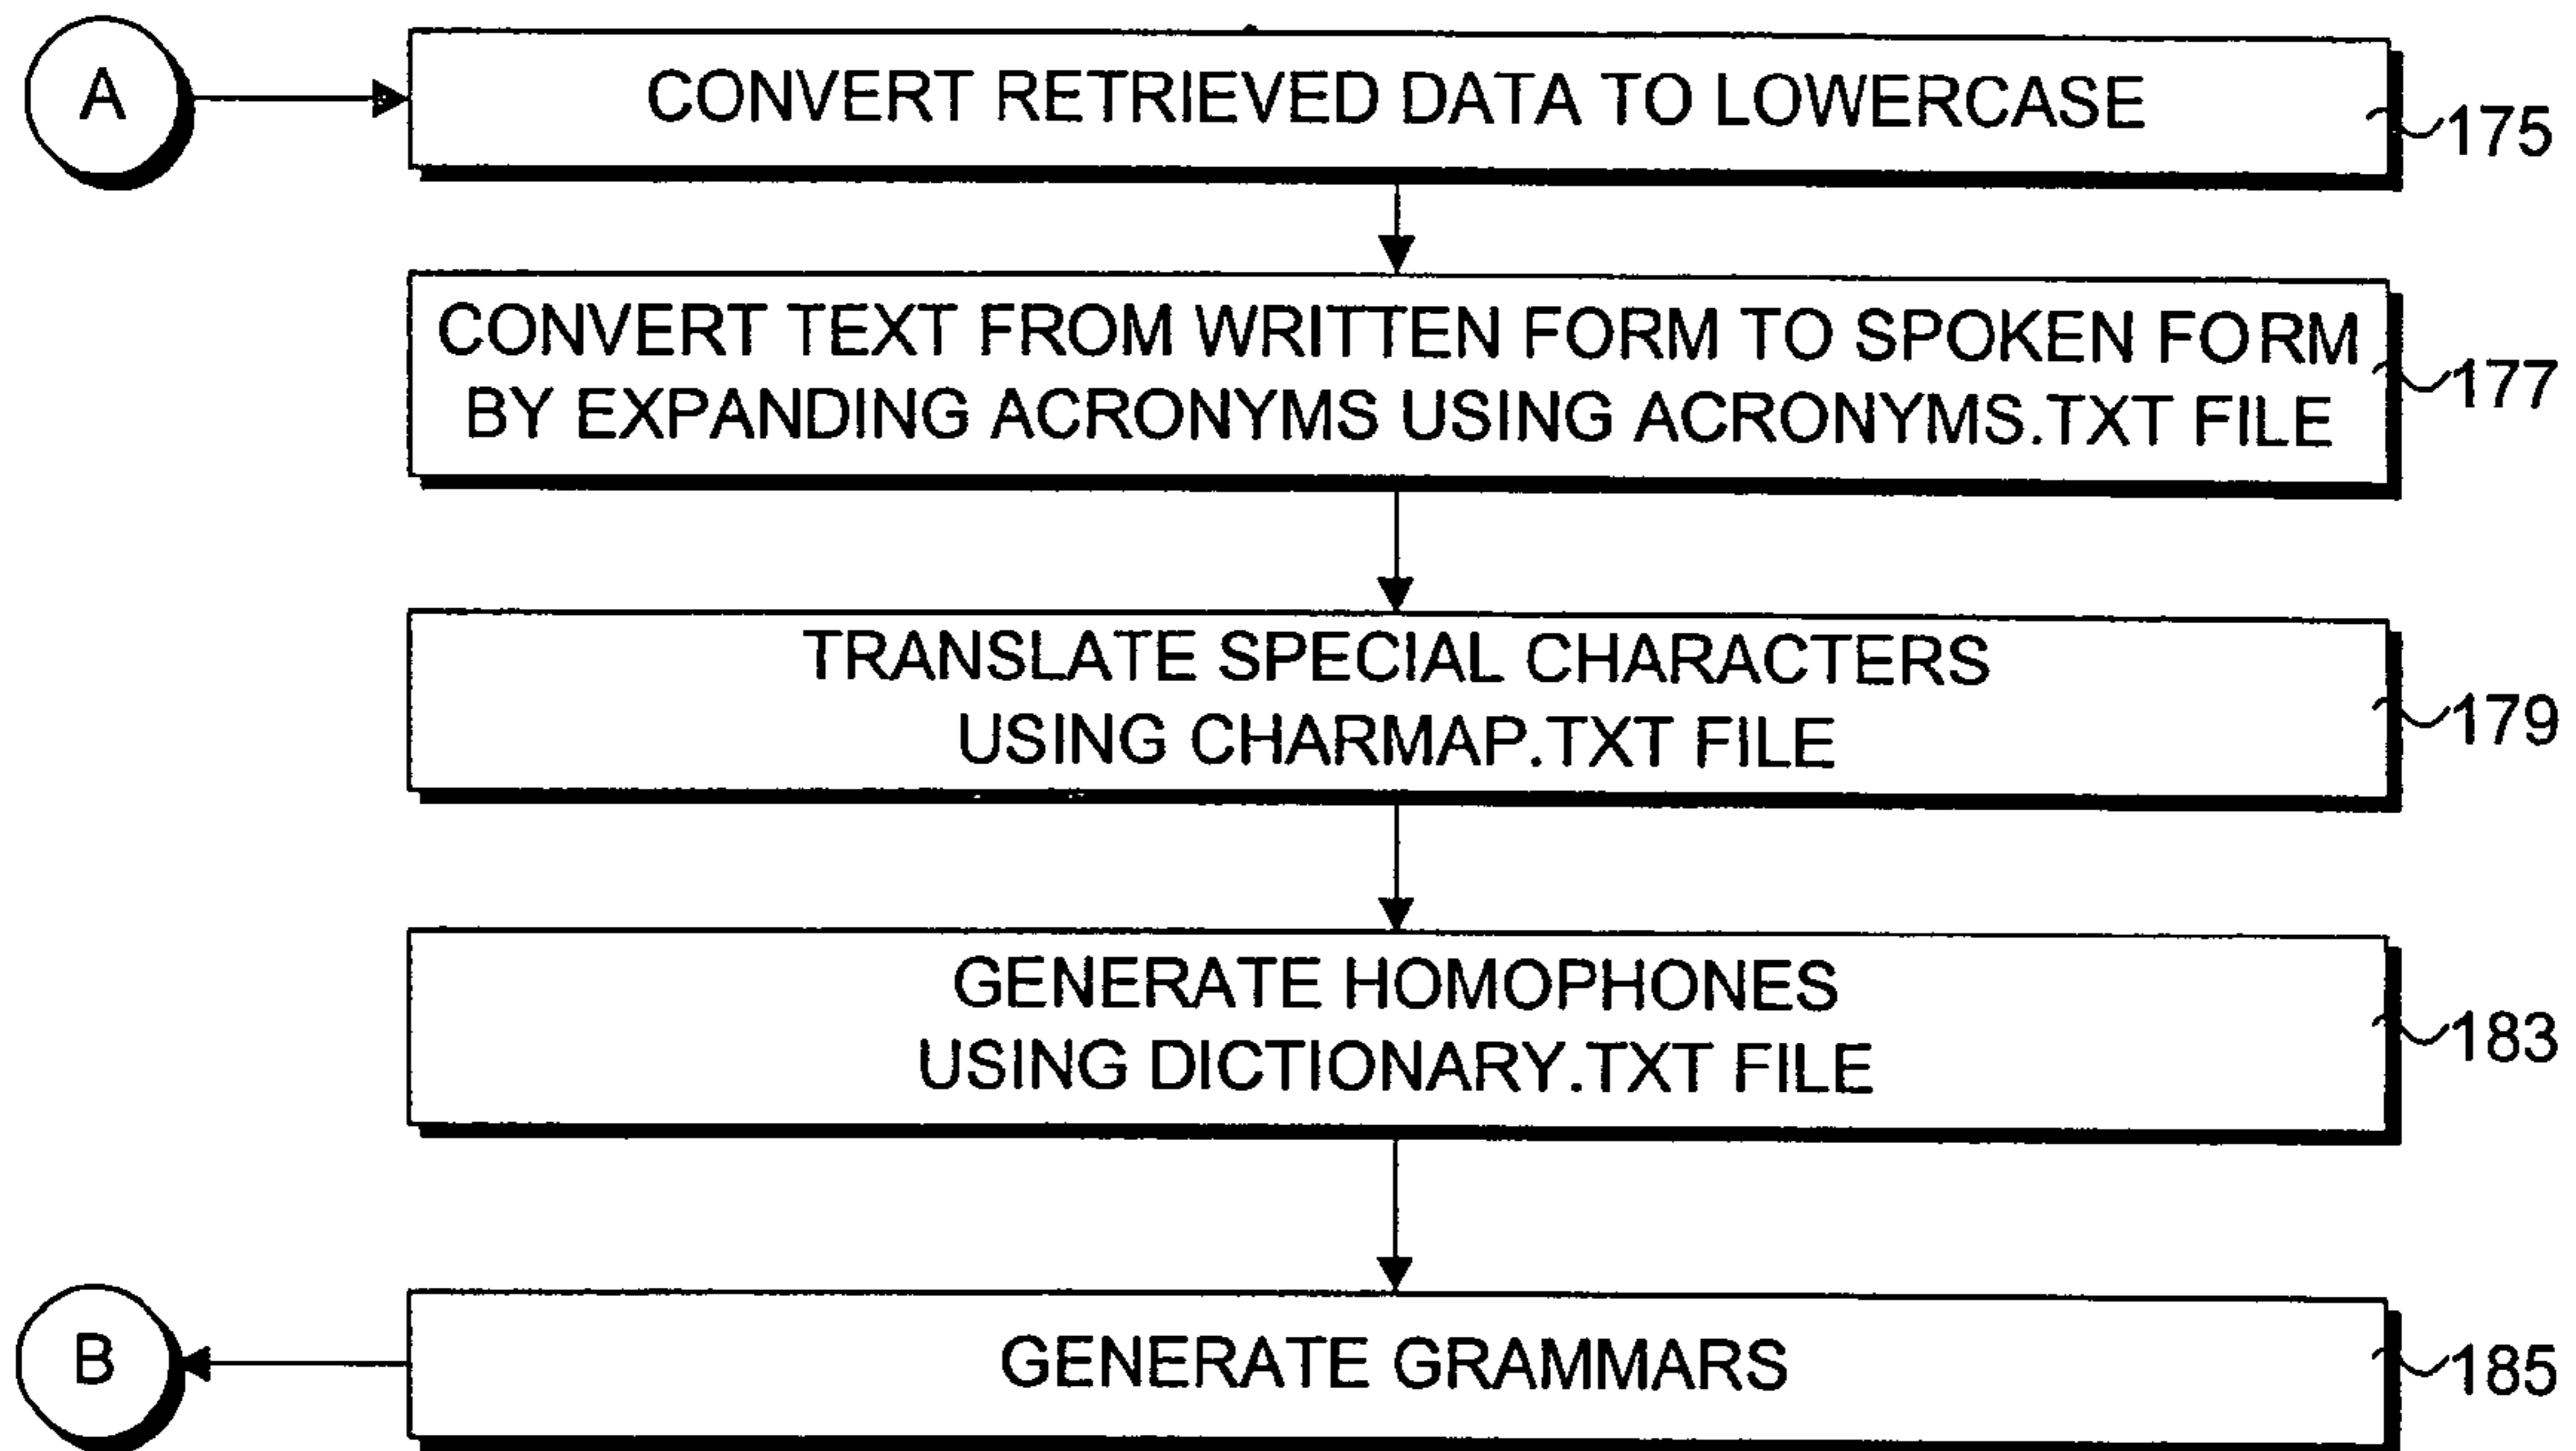 A
CONVERT RETRIEVED DATA TO LOWERCASE
175
CONVERT TEXT FROM WRITTEN FORM TO SPOKEN FORM
BY EXPANDING ACRONYMS USING ACRONYMS.TXT FILE
177
TRANSLATE SPECIAL CHARACTERS
USING CHARMAP.TXT FILE
179
GENERATE HOMOPHONES
USING DICTIONARY.TXT FILE
183
B
GENERATE GRAMMARS
185